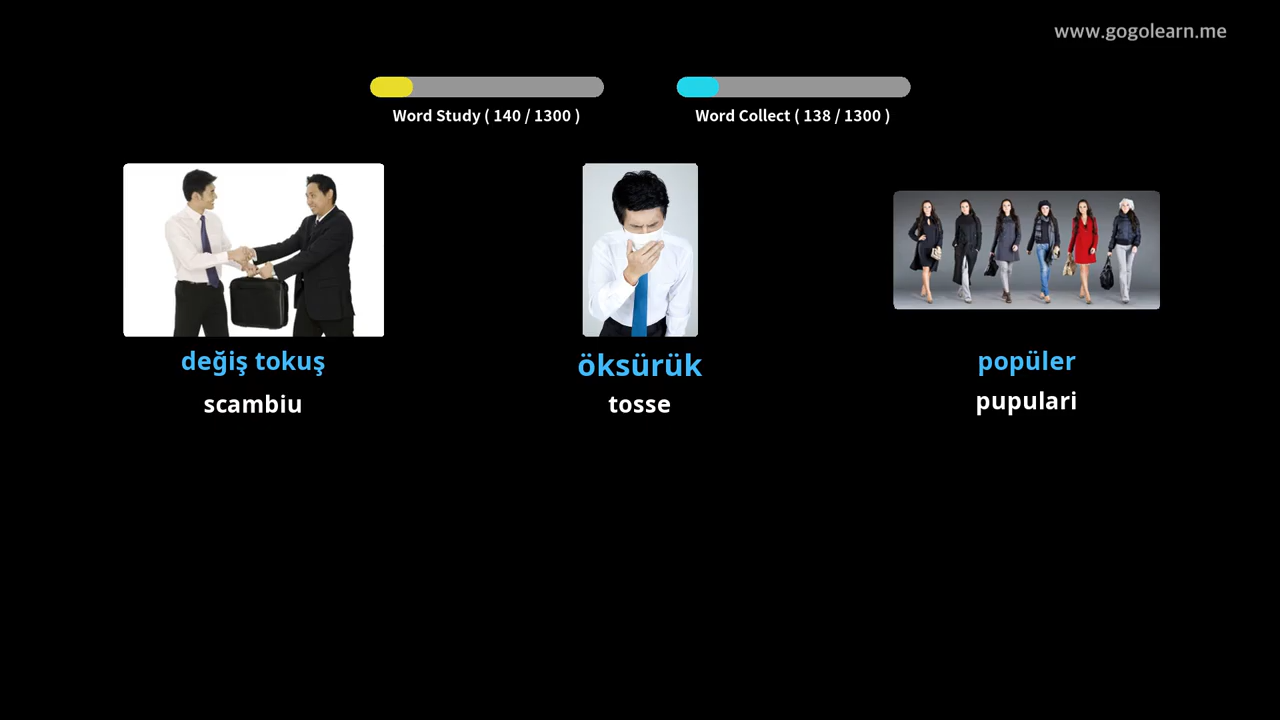 www.gogolearn.me
Word Study ( 140 / 1300 )
Word Collect ( 138 / 1300 )
değiş tokuş
scambiu
öksürük
tosse
popüler
pupulari